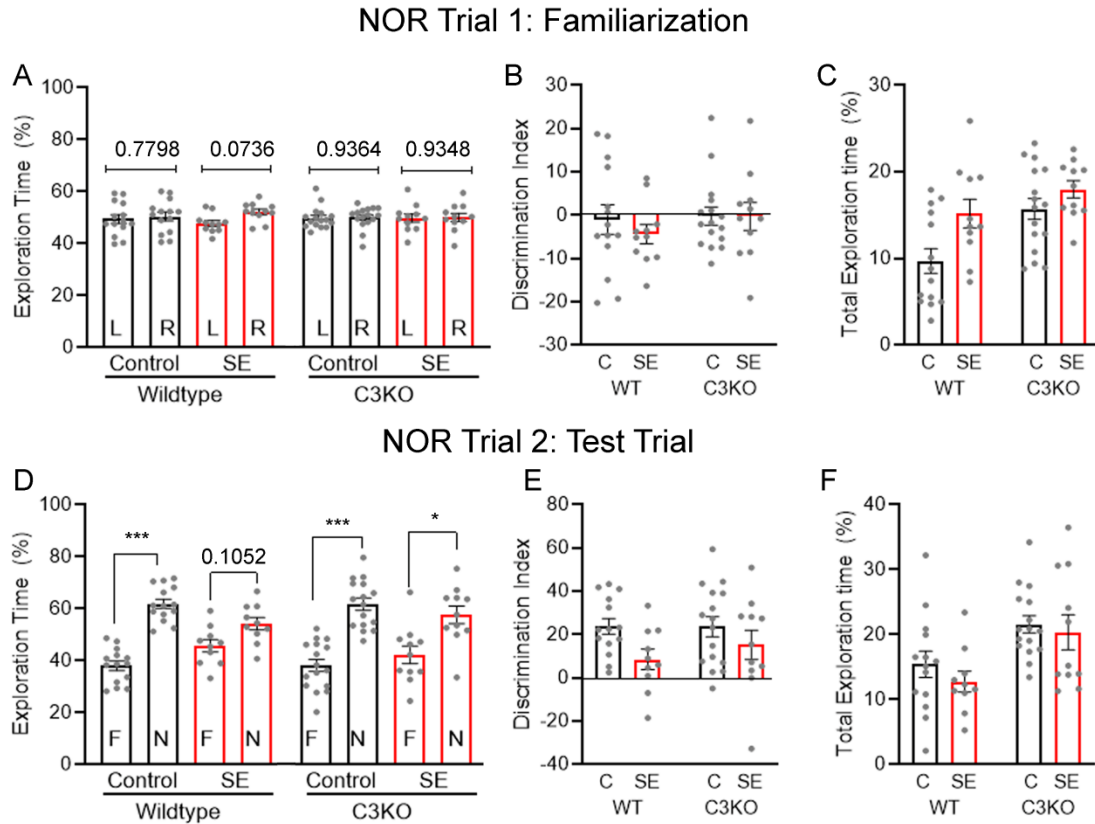 NOR Trial 1: Familiarization
A
Exploration Time (%)
100
80
60
40
20
0
0.7798
0.0736
0.9364
0.9348
L
R
L
R
L
R
L
R
Control
SE
Control
SE
Wildtype
C3KO
B
Discrimination Index
30
20
10
0
-10
-20
-30
C
SE
C
SE
WT
C3KO
C
Total Exploration time (%)
30
20
10
0
C
SE
C
SE
WT
C3KO
NOR Trial 2: Test Trial
D
Exploration Time (%)
100
80
60
40
20
0
***
0.1052
***
*
F
N
F
N
F
N
F
N
Control
SE
Control
SE
Wildtype
C3KO
E
Discrimination Index
80
60
40
20
0
-20
-40
C
SE
C
SE
WT
C3KO
F
Total Exploration time (%)
40
30
20
10
0
C
SE
C
SE
WT
C3KO